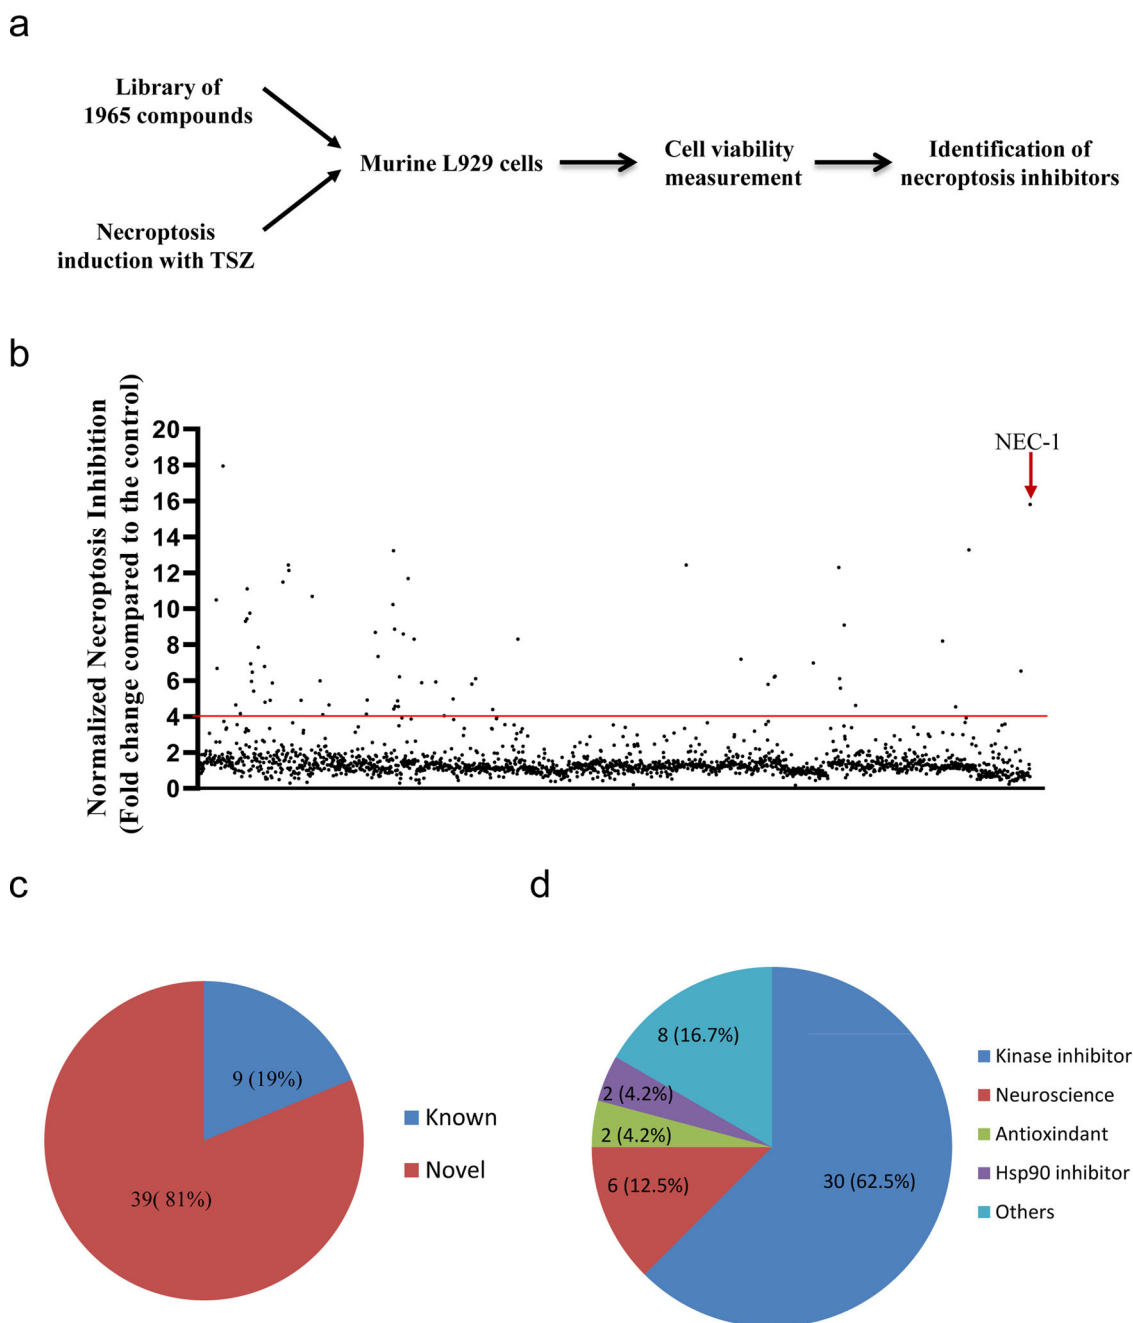 a
Library of
1965 compounds
Necroptosis
induction with TSZ
Murine L929 cells
Cell viability
measurement
Identification of
necroptosis inhibitors
b
Normalized Necroptosis Inhibition
(Fold change compared to the control)
20
18
16
14
12
10
8
6
4
2
0
NEC-1
c
9 (19%)
39( 81%)
Known
Novel
d
8 (16.7%)
2 (4.2%)
2 (4.2%)
6 (12.5%)
30 (62.5%)
Kinase inhibitor
Neuroscience
Antioxindant
Hsp90 inhibitor
Others